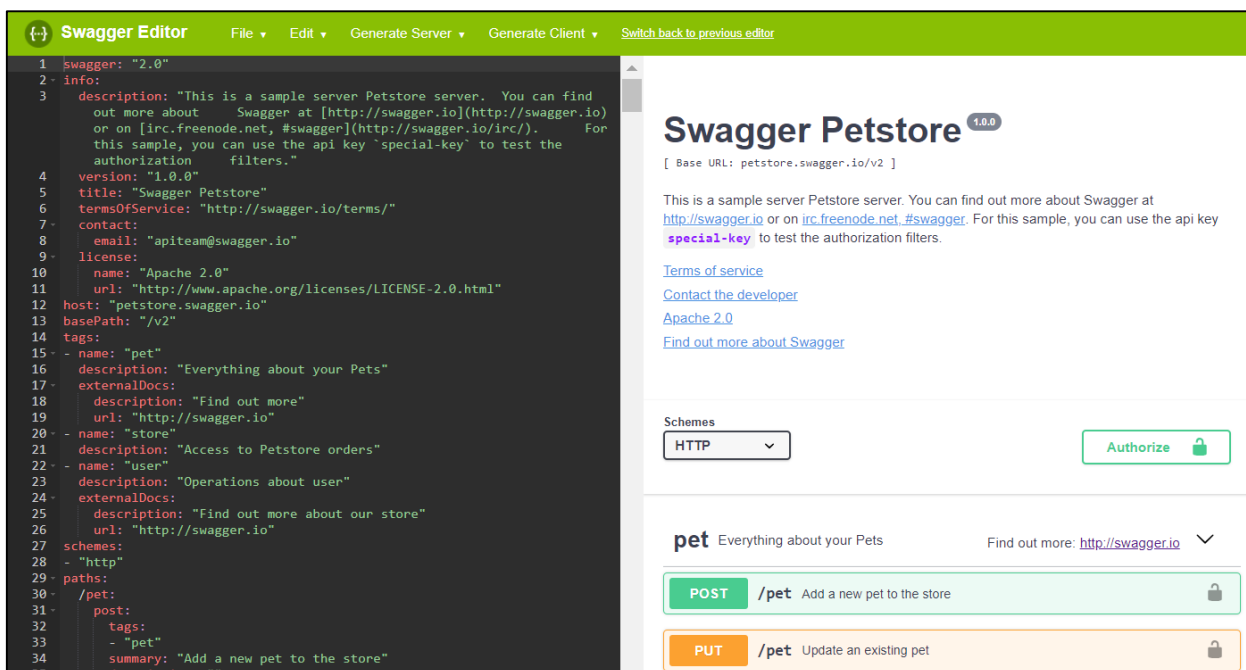 {··} Swagger Editor File ▾ Edit ▾ Generate Server ▾ Generate Client ▾ Switch back to previous editor
1 swagger: "2.0"
2 info:
3 description: "This is a sample server Petstore server.  You can find
out more about     Swagger at [http://swagger.io](http://swagger.io)
or on [irc.freenode.net, #swagger](http://swagger.io/irc/).      For
this sample, you can use the api key `special-key` to test the
authorization     filters."
4 version: "1.0.0"
5 title: "Swagger Petstore"
6 termsOfService: "http://swagger.io/terms/"
7 contact:
8 email: "apiteam@swagger.io"
9 license:
10 name: "Apache 2.0"
11 url: "http://www.apache.org/licenses/LICENSE-2.0.html"
12 host: "petstore.swagger.io"
13 basePath: "/v2"
14 tags:
15 - name: "pet"
16 description: "Everything about your Pets"
17 externalDocs:
18 description: "Find out more"
19 url: "http://swagger.io"
20 - name: "store"
21 description: "Access to Petstore orders"
22 - name: "user"
23 description: "Operations about user"
24 externalDocs:
25 description: "Find out more about our store"
26 url: "http://swagger.io"
27 schemes:
28 - "http"
29 paths:
30 /pet:
31 post:
32 tags:
33 - "pet"
34 summary: "Add a new pet to the store"
Swagger Petstore 1.0.0
[ Base URL: petstore.swagger.io/v2 ]
This is a sample server Petstore server. You can find out more about Swagger at
http://swagger.io or on irc.freenode.net, #swagger. For this sample, you can use the api key
special-key to test the authorization filters.
Terms of service
Contact the developer
Apache 2.0
Find out more about Swagger
Schemes
HTTP
Authorize
pet Everything about your Pets Find out more: http://swagger.io
POST /pet Add a new pet to the store
PUT /pet Update an existing pet